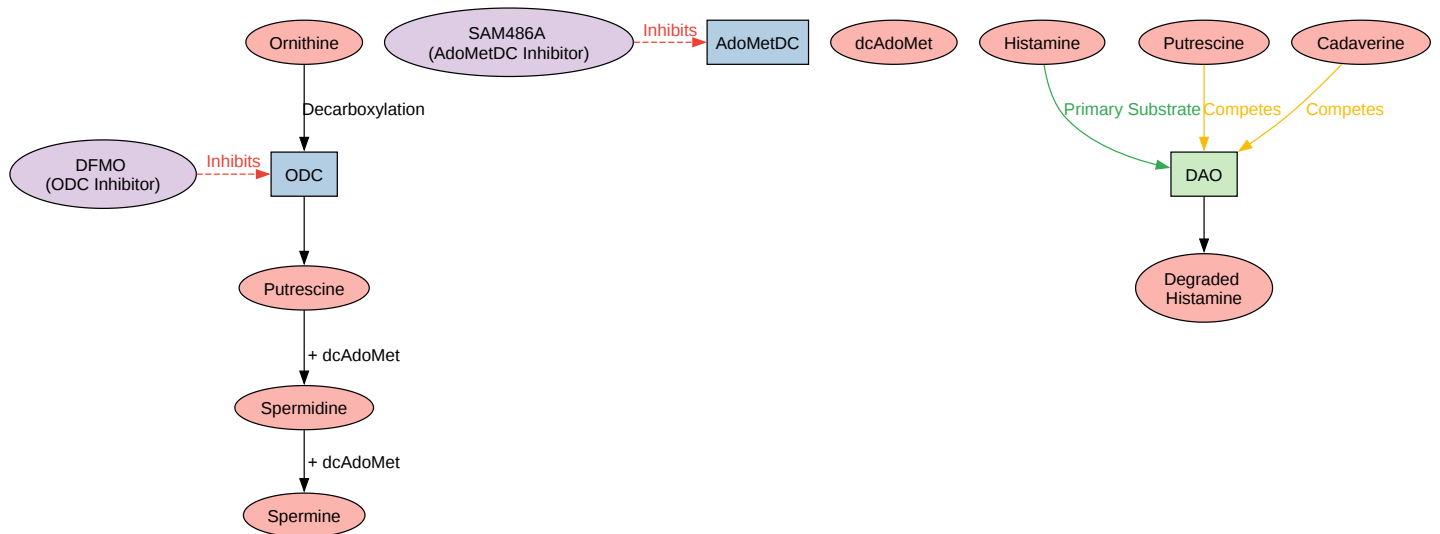 Ornithine
SAM486A
(AdoMetDC Inhibitor)
Inhibits
AdoMetDC
dcAdoMet
Histamine
Putrescine
Cadaverine
Decarboxylation
Primary Substrate
Competes
Competes
DFMO
(ODC Inhibitor)
Inhibits
ODC
DAO
Putrescine
Degraded
Histamine
+ dcAdoMet
Spermidine
+ dcAdoMet
Spermine